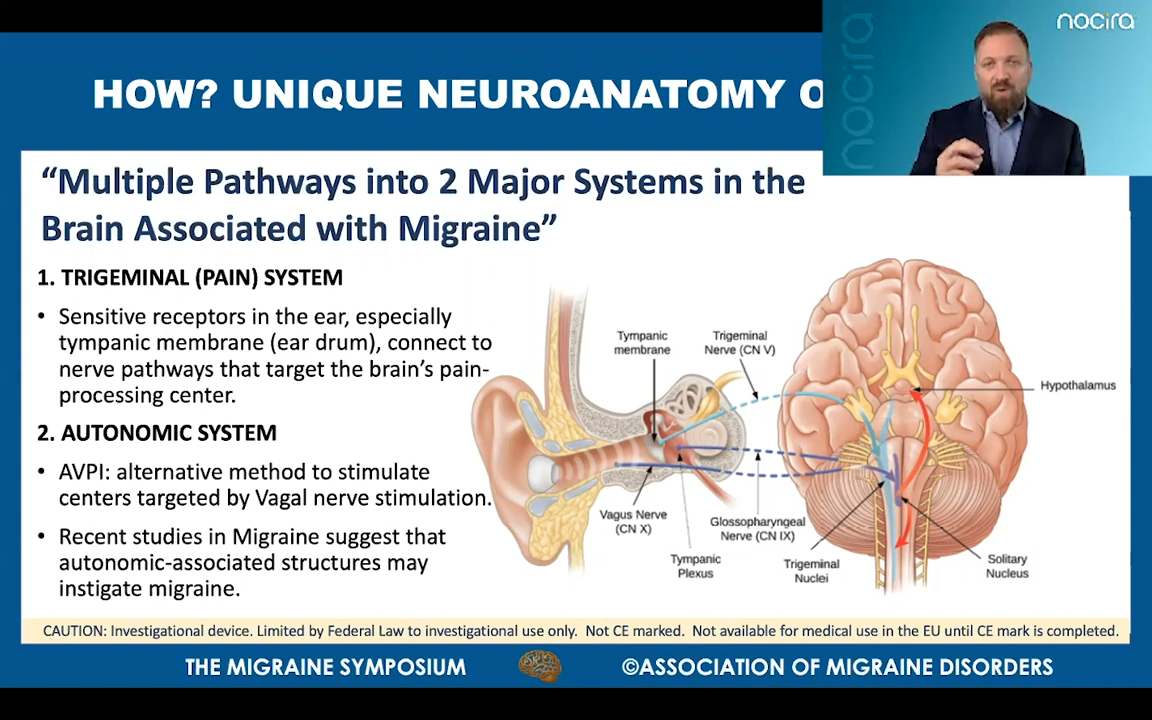 nocira
nocira
HOW? UNIQUE NEUROANATOMY O
“Multiple Pathways into 2 Major Systems in the
Brain Associated with Migraine”
1. TRIGEMINAL (PAIN) SYSTEM
• Sensitive receptors in the ear, especially
tympanic membrane (ear drum), connect to
nerve pathways that target the brain’s pain-
processing center.
2. AUTONOMIC SYSTEM
• AVPI: alternative method to stimulate
centers targeted by Vagal nerve stimulation.
• Recent studies in Migraine suggest that
autonomic-associated structures may
instigate migraine.
Tympanic
membrane
Trigeminal
Nerve (CN V)
Hypothalamus
Vagus Nerve
(CN X)
Glossopharyngeal
Nerve (CN IX)
Tympanic
Plexus
Trigeminal
Nuclei
Solitary
Nucleus
CAUTION: Investigational device. Limited by Federal Law to investigational use only. Not CE marked. Not available for medical use in the EU until CE mark is completed.
THE MIGRAINE SYMPOSIUM
©ASSOCIATION OF MIGRAINE DISORDERS